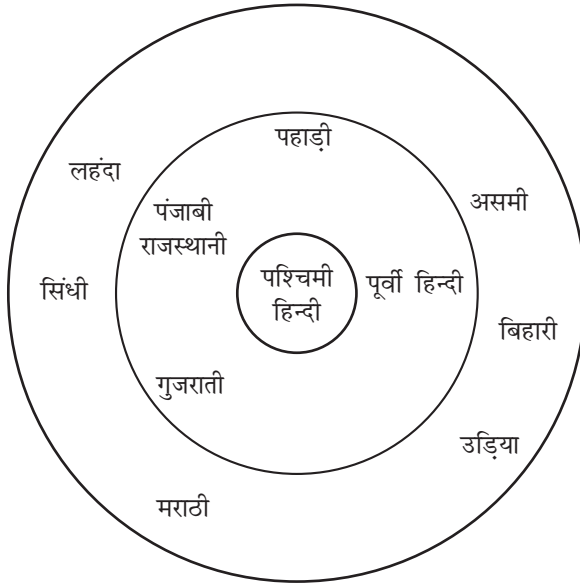 पहाड़ी
लहंदा
असमी
पंजाबी
राजस्थानी
पश्चिमी
हिन्दी
पूर्वी हिन्दी
सिंधी
बिहारी
गुजराती
उड़िया
मराठी